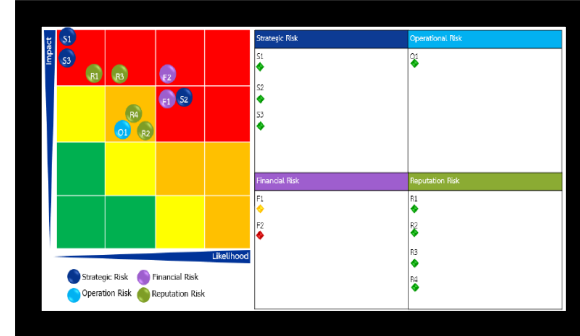 Impact
S1
S3
R1
R3
F2
F1
S2
R4
O1
R2
Likelihood
Strategic Risk
Financial Risk
Operation Risk
Reputation Risk
Strategic Risk
S1
S2
S3
Operational Risk
O1
Financial Risk
F1
F2
Reputation Risk
R1
R2
R3
R4